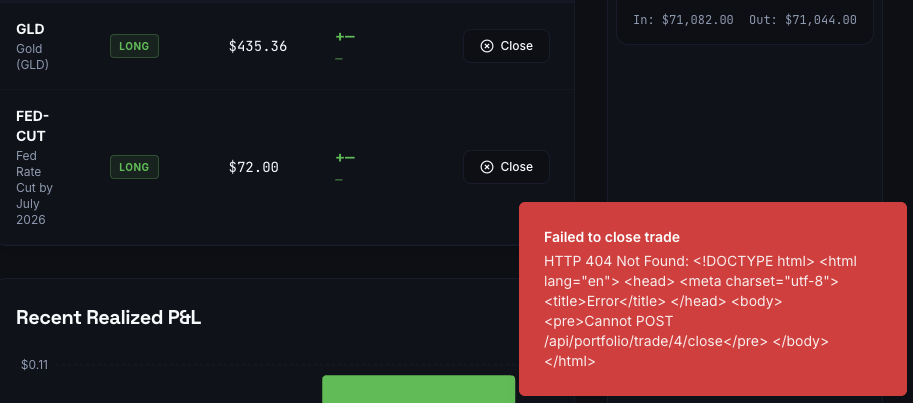 In: $71,082.00 Out: $71,044.00
GLD
Gold
(GLD)
LONG
$435.36
+—
—
Close
FED-
CUT
Fed
Rate
Cut by
July
2026
LONG
$72.00
+—
—
Close
Failed to close trade
HTTP 404 Not Found: <!DOCTYPE html> <html
lang="en"> <head> <meta charset="utf-8">
<title>Error</title> </head> <body>
<pre>Cannot POST
/api/portfolio/trade/4/close</pre> </body>
</html>
Recent Realized P&L
$0.11